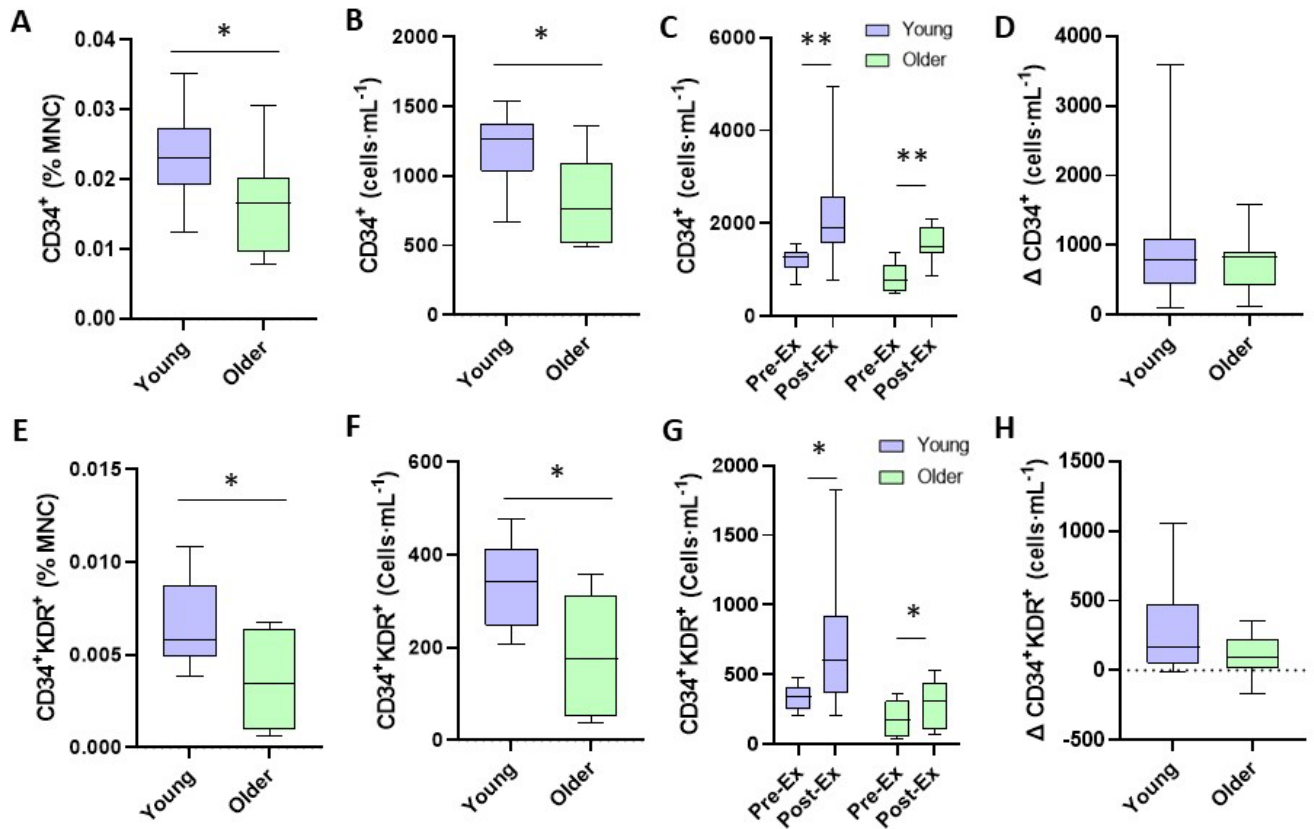 A
CD34⁺ (% MNC)
0.04
0.03
0.02
0.01
0.00
*
Young
Older
B
CD34⁺ (cells·mL⁻¹)
2000
1500
1000
500
0
*
Young
Older
C
CD34⁺ (cells·mL⁻¹)
6000
4000
2000
0
**
**
Young
Older
Pre-Ex
Post-Ex
Pre-Ex
Post-Ex
D
Δ CD34⁺ (cells·mL⁻¹)
4000
3000
2000
1000
0
Young
Older
E
CD34⁺KDR⁺ (% MNC)
0.015
0.010
0.005
0.000
*
Young
Older
F
CD34⁺KDR⁺ (Cells·mL⁻¹)
600
400
200
0
*
Young
Older
G
CD34⁺KDR⁺ (Cells·mL⁻¹)
2000
1500
1000
500
0
*
*
Young
Older
Pre-Ex
Post-Ex
Pre-Ex
Post-Ex
H
Δ CD34⁺KDR⁺ (cells·mL⁻¹)
1500
1000
500
0
-500
Young
Older